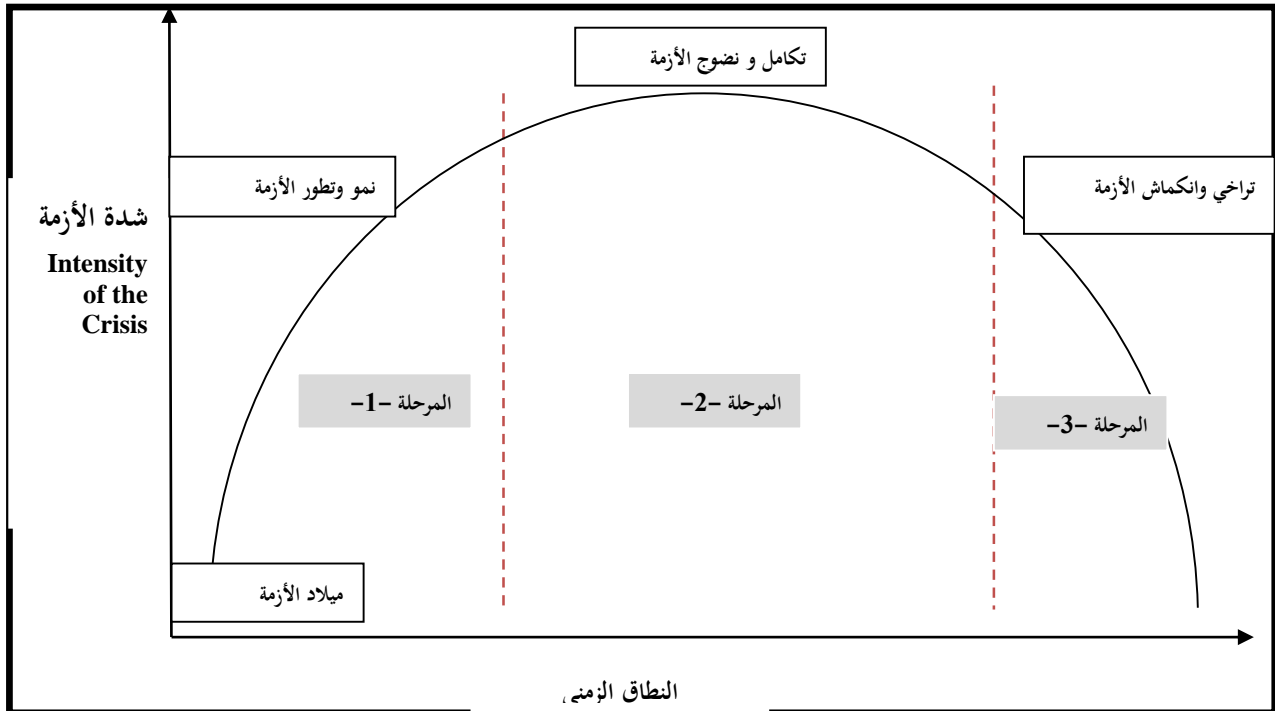 تكامل و نضوج الأزمة
نمو وتطور الأزمة
تراخي وانكماش الأزمة
شدة الأزمة
Intensity
of the
Crisis
المرحلة -1-
المرحلة -2-
المرحلة -3-
ميلاد الأزمة
النطاق الزمني